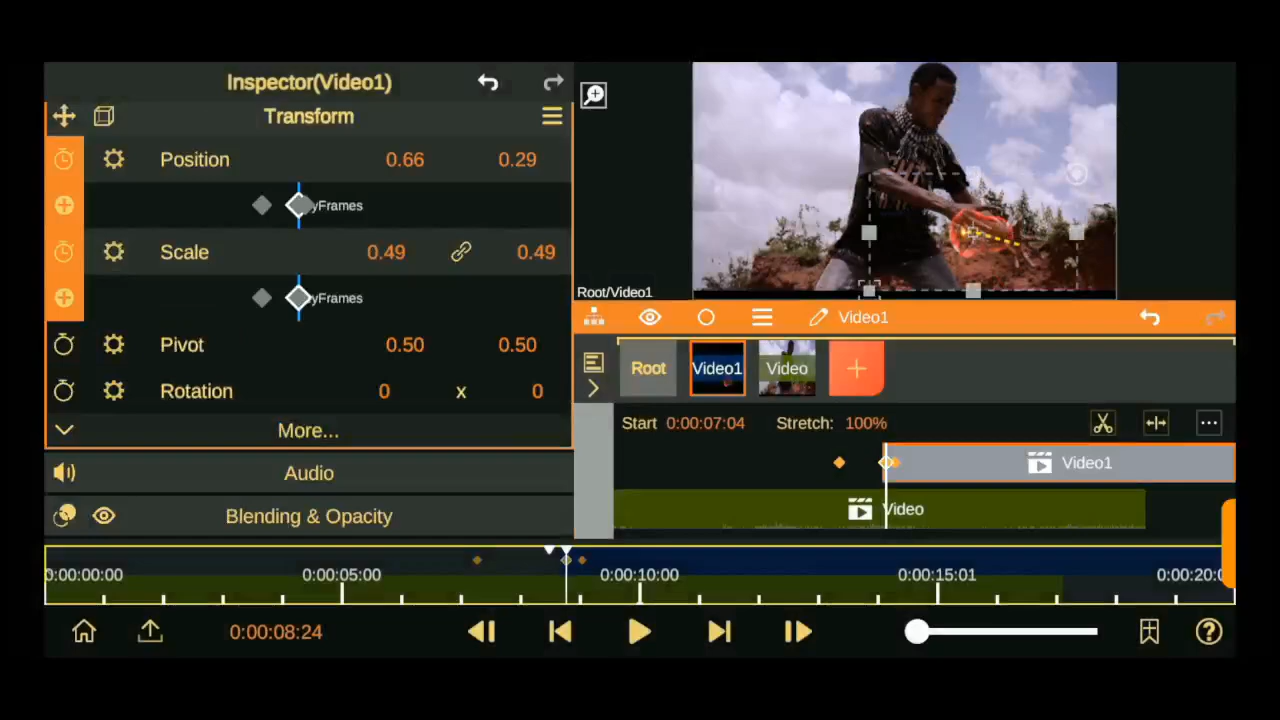 Inspector(Video1)
Transform
Position 0.66 0.29
yFrames
Scale 0.49 0.49
yFrames
Pivot 0.50 0.50
Rotation 0 x 0
More...
Audio
Blending & Opacity
Root/Video1
Video1
Root Video1 Video
Start 0:00:07:04 Stretch: 100%
Video1
Video
0:00:00:00 0:00:05:00 0:00:10:00 0:00:15:01 0:00:20:0
0:00:08:24